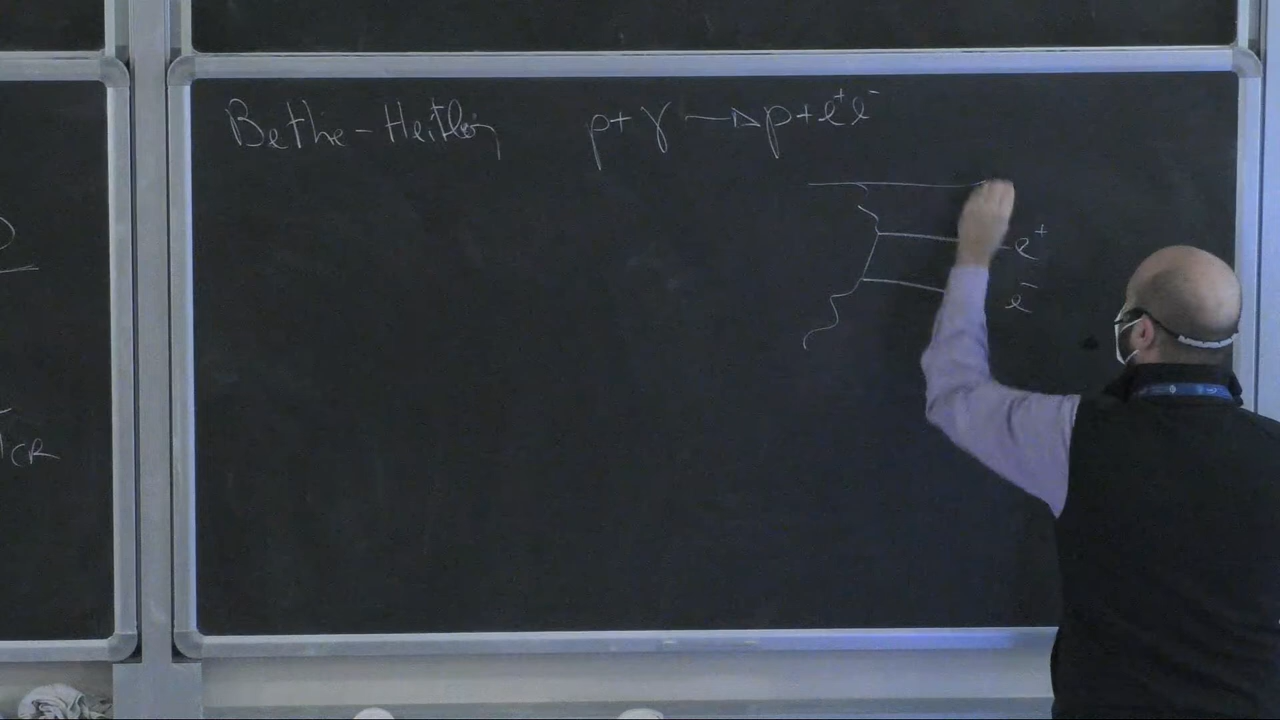 Bethe-Heitler p+γ → p+e⁺e⁻
e⁺
e⁻
CR